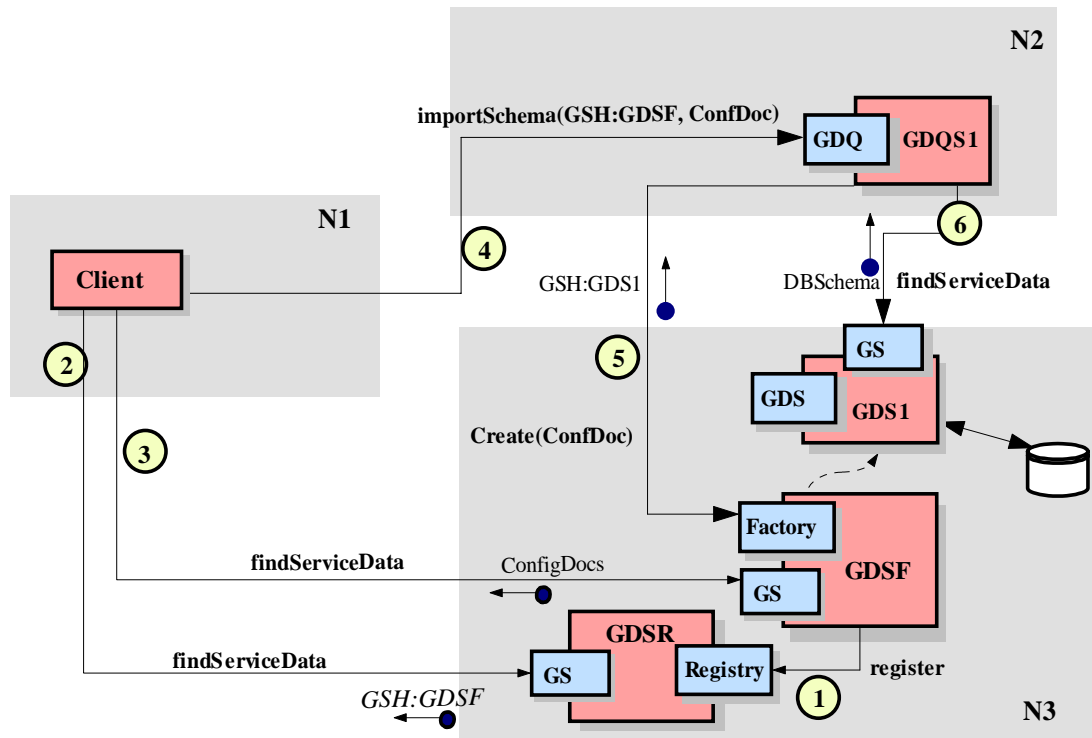 N2
importSchema(GSH:GDSF, ConfDoc)
GDQ
GDQS1
N1
6
4
Client
GSH:GDS1
DBSchema
findServiceData
2
5
GS
GDS
GDS1
3
Create(ConfDoc)
Factory
findServiceData
ConfigDocs
GDSF
GS
GDSR
findServiceData
GS
Registry
register
1
GSH:GDSF
N3